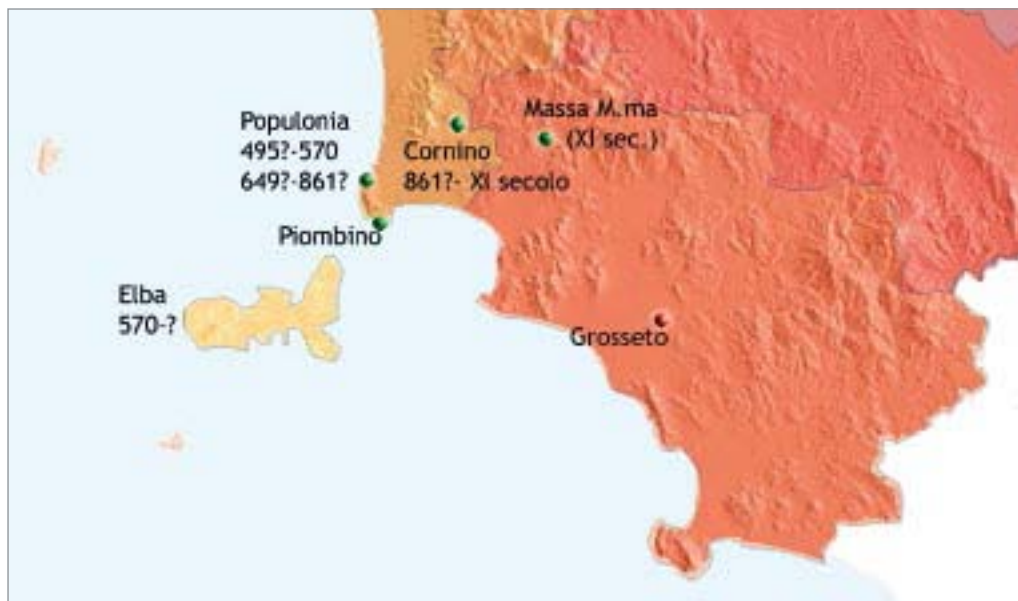 Populonia
495?-570
649?-861?
Cornino
861?- XI secolo
Massa M.ma
(XI sec.)
Piombino
Elba
570-?
Grosseto